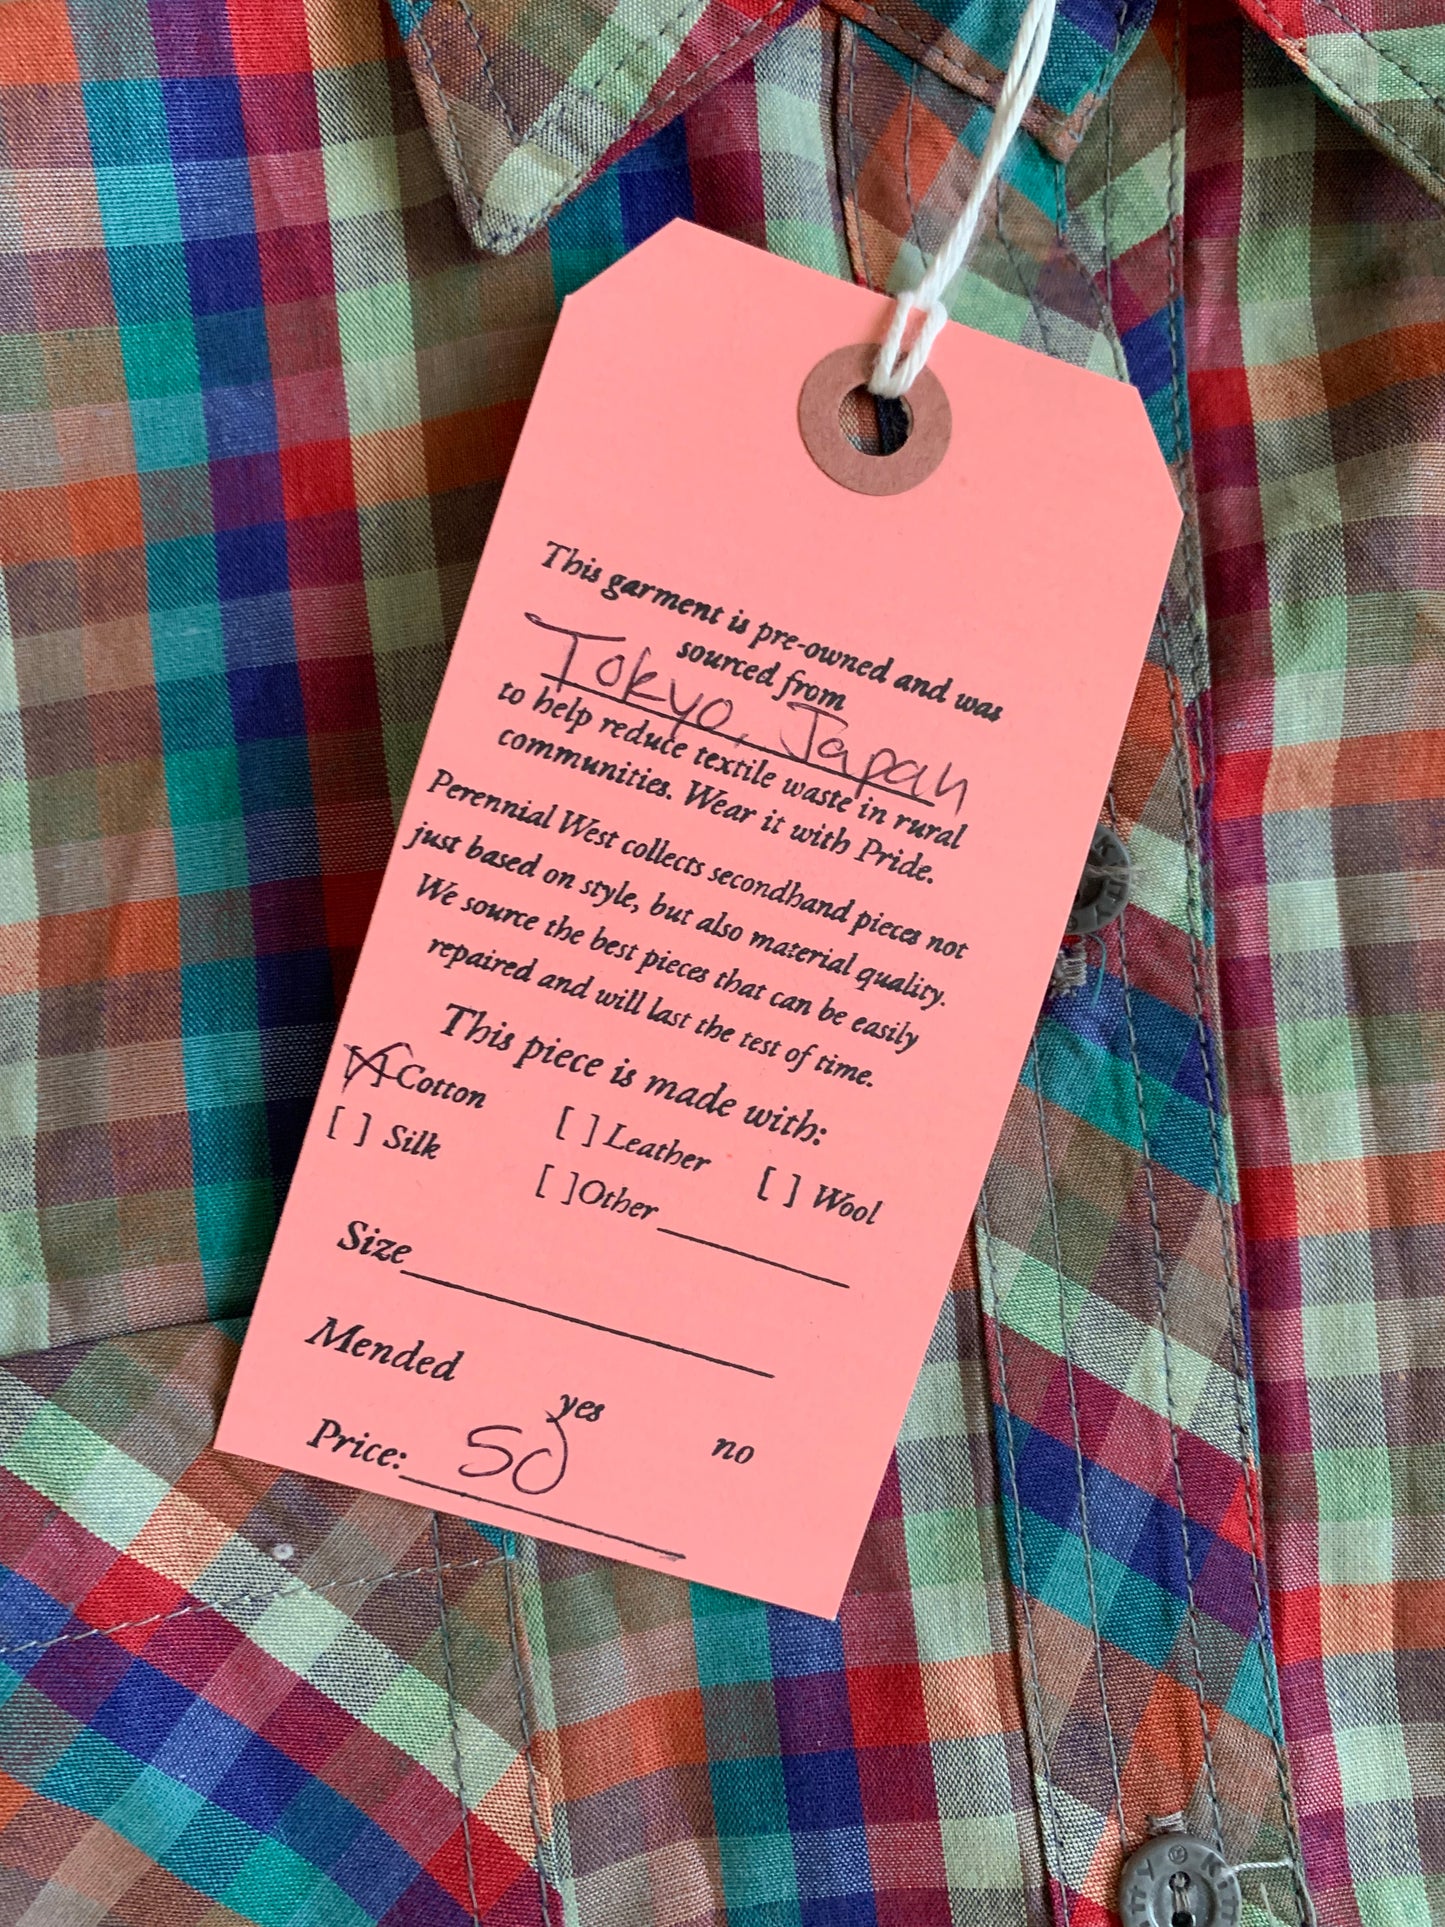 This garment is pre-owned and was
sourced from
Tokyo, Japan
to help reduce textile waste in rural
communities. Wear it with Pride.
Perennial West collects secondhand pieces not
just based on style, but also material quality.
We source the best pieces that can be easily
repaired and will last the test of time.
This piece is made with:
[X] Cotton [ ] Leather [ ] Wool
[ ] Silk [ ] Other
Size
Mended yes no
Price: 50